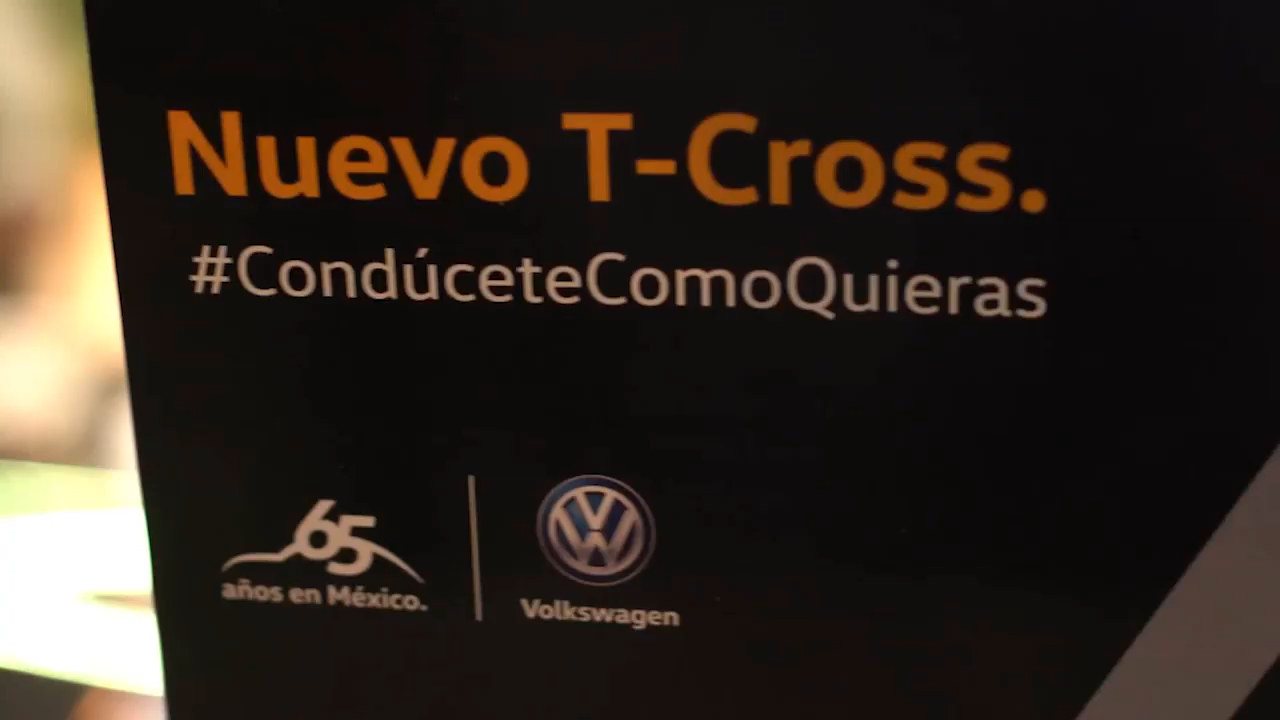 Nuevo T-Cross.
#CondúceteComoQuieras
65
años en México.
Volkswagen